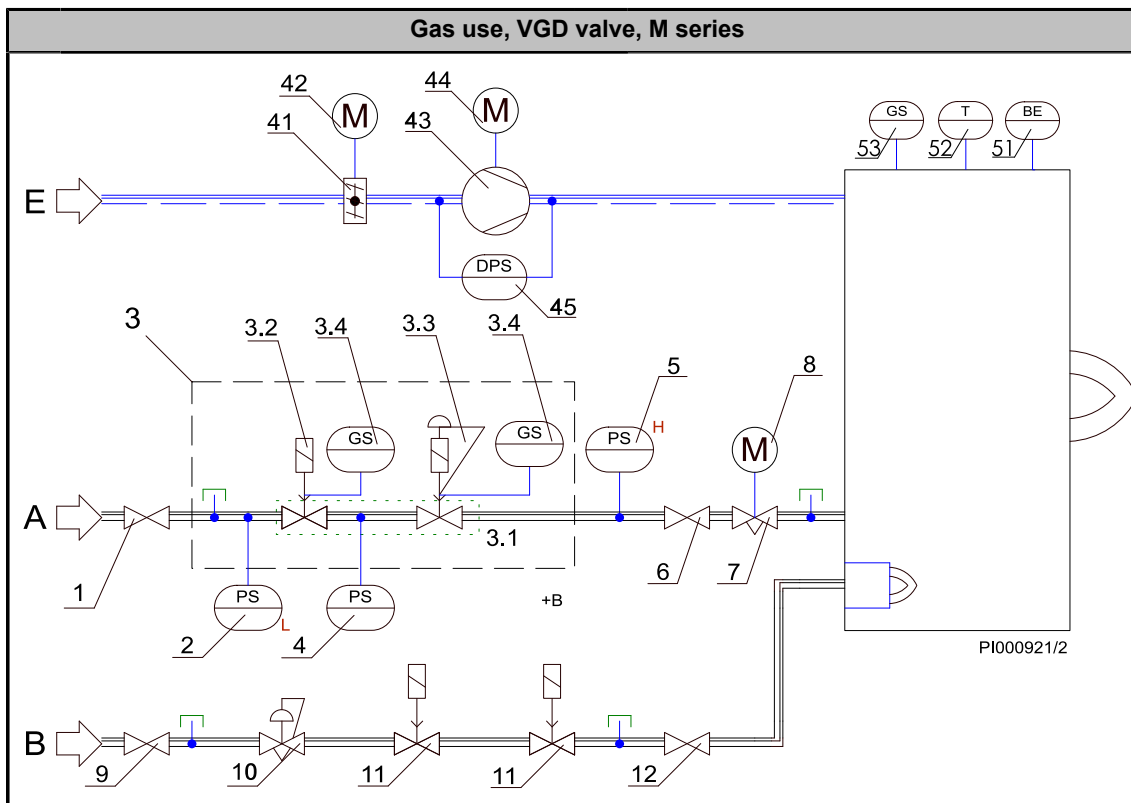 Gas use, VGD valve, M series
42
44
M
M
41
43
GS
T
BE
53
52
51
E
DPS
45
3
3.2
3.4
3.3
3.4
5
8
GS
GS
PS
H
M
A
3.1
1
6
7
PS
L
PS
+B
2
4
PI000921/2
B
9
10
11
11
12